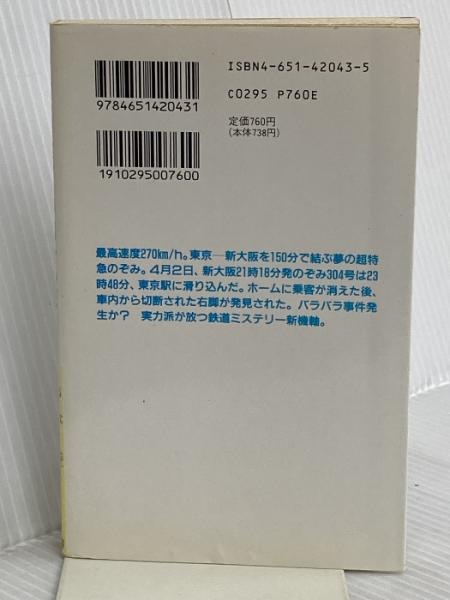 ISBN4-651-42043-5
9784651420431
C0295 P760E
定価760円
(本体738円)
1910295007600
最高速度270km/h。東京―新大阪を150分で結ぶ夢の超特
急のぞみ。4月2日、新大阪21時18分発のぞみ304号は23
時48分、東京駅に滑り込んだ。ホームに乗客が消えた後、
車内から切断された右脚が発見された。バラバラ事件発
生か? 実力派が放つ鉄道ミステリー新機軸。